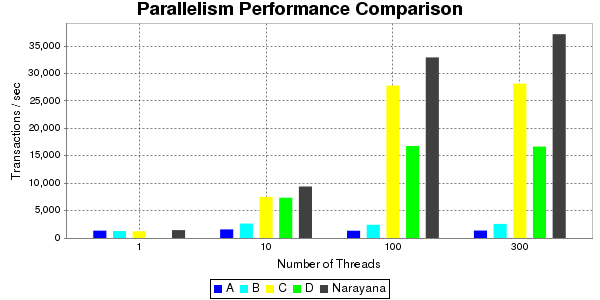 Parallelism Performance Comparison
Transactions / sec
35,000
30,000
25,000
20,000
15,000
10,000
5,000
0
1 10 100 300
Number of Threads
A B C D Narayana